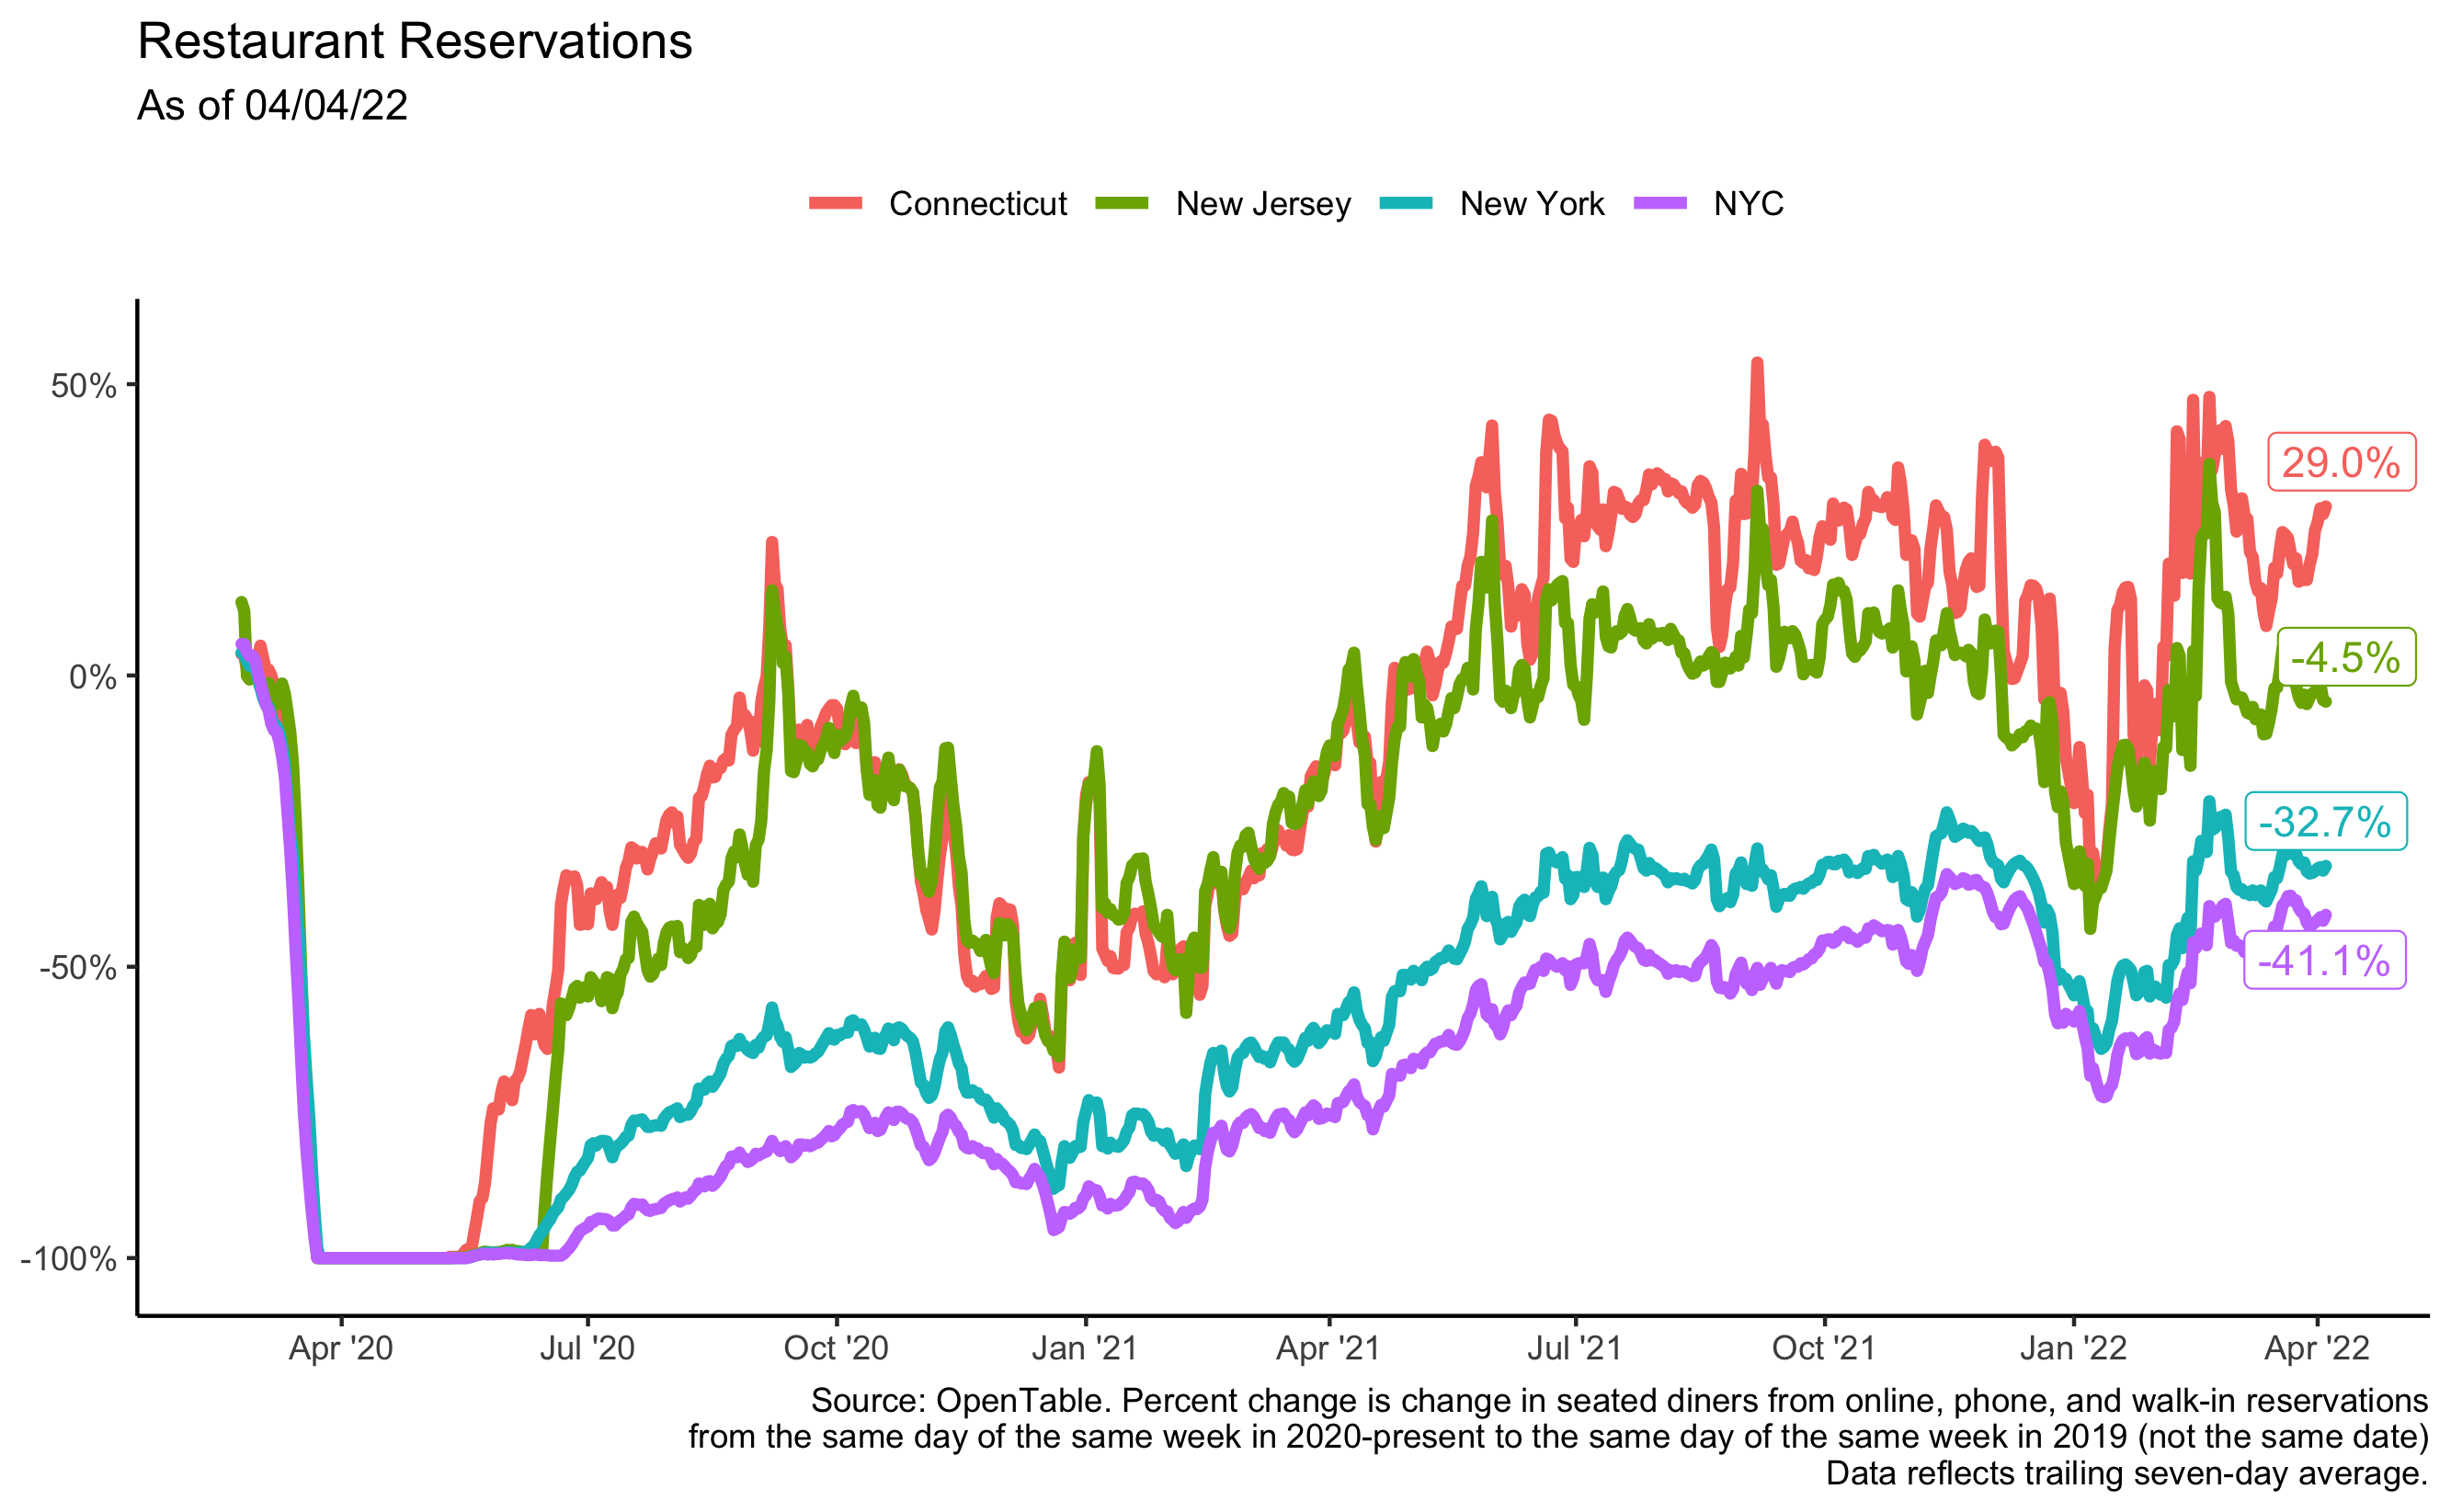 Restaurant Reservations
As of 04/04/22
Connecticut New Jersey New York NYC
50%
0%
-50%
-100%
29.0%
-4.5%
-32.7%
-41.1%
Apr '20 Jul '20 Oct '20 Jan '21 Apr '21 Jul '21 Oct '21 Jan '22 Apr '22
Source: OpenTable. Percent change is change in seated diners from online, phone, and walk-in reservations
from the same day of the same week in 2020-present to the same day of the same week in 2019 (not the same date)
Data reflects trailing seven-day average.